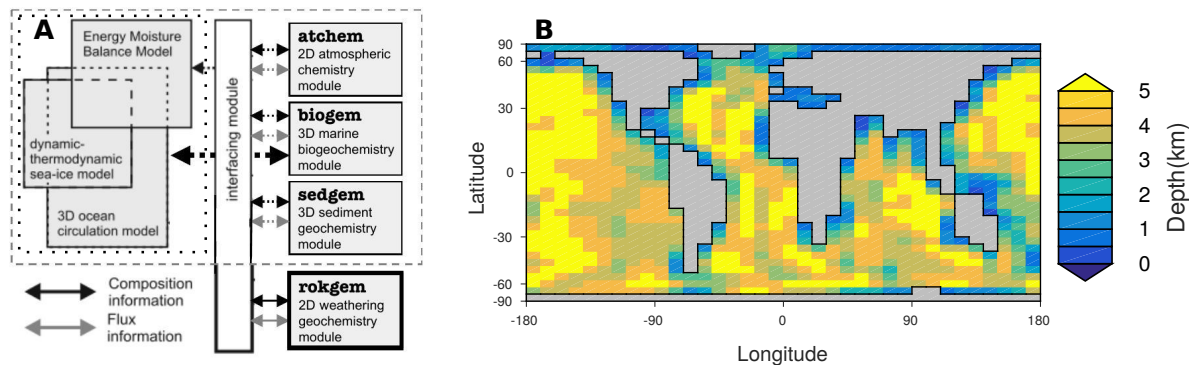 A
Energy Moisture
Balance Model
dynamic-
thermodynamic
sea-ice model
3D ocean
circulation model
interfacing module
atchem
2D atmospheric
chemistry
module
biogem
3D marine
biogeochemistry
module
sedgem
3D sediment
geochemistry
module
rokgem
2D weathering
geochemistry
module
Composition
information
Flux
information
B
Latitude
90
60
30
0
-30
-60
-90
-180
-90
0
90
180
Longitude
5
4
3
2
1
0
Depth(km)